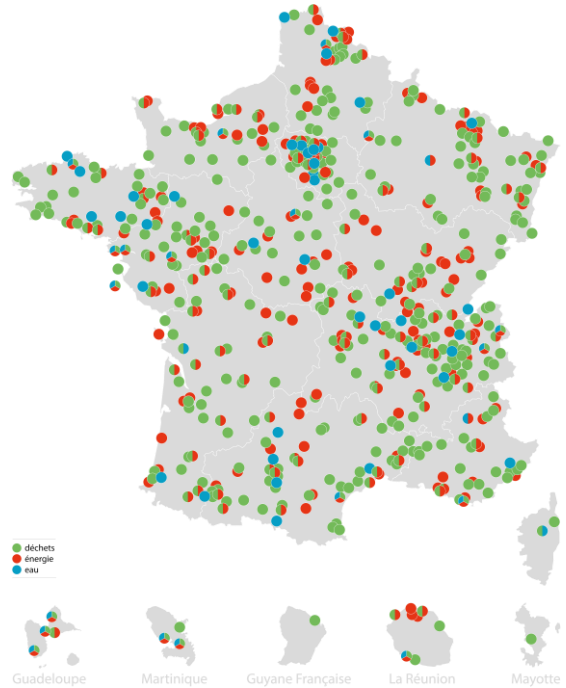 déchets
énergie
eau
Guadeloupe
Martinique
Guyane Française
La Réunion
Mayotte